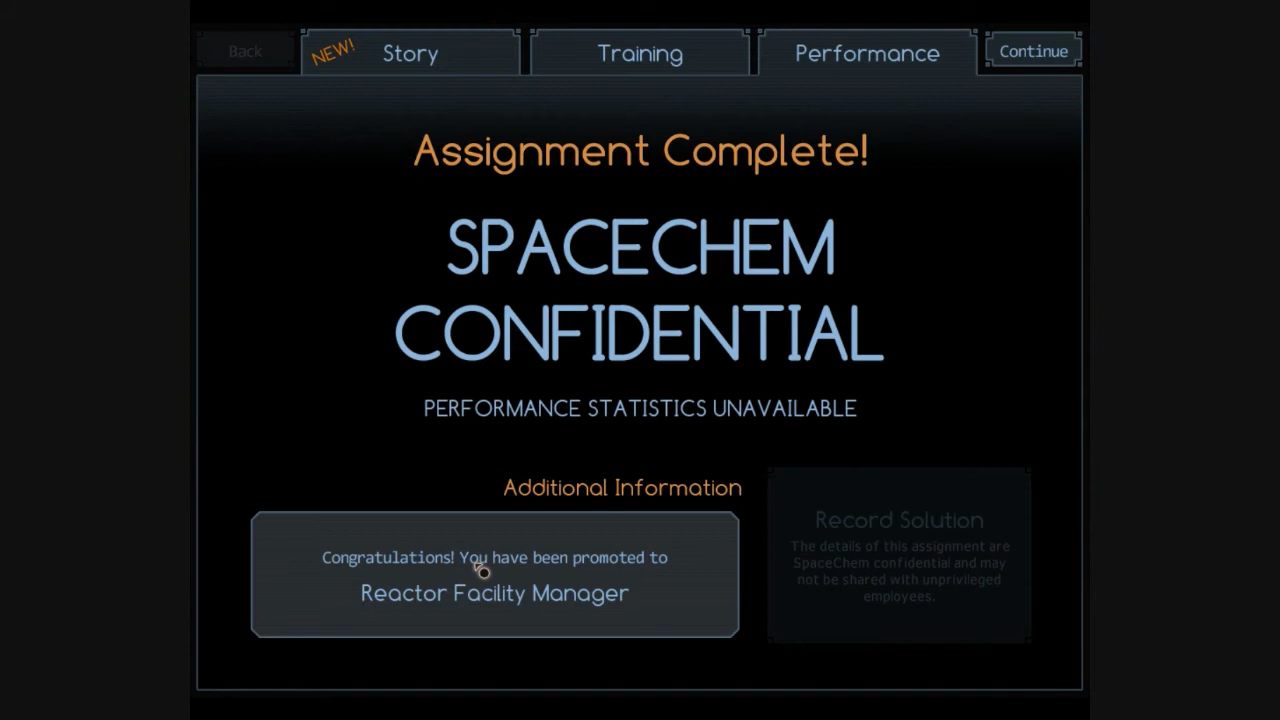 Back
NEW!
Story
Training
Performance
Continue
Assignment Complete!
SPACECHEM
CONFIDENTIAL
PERFORMANCE STATISTICS UNAVAILABLE
Additional Information
Congratulations! You have been promoted to
Reactor Facility Manager
Record Solution
The details of this assignment are
SpaceChem confidential and may
not be shared with unprivileged
employees.